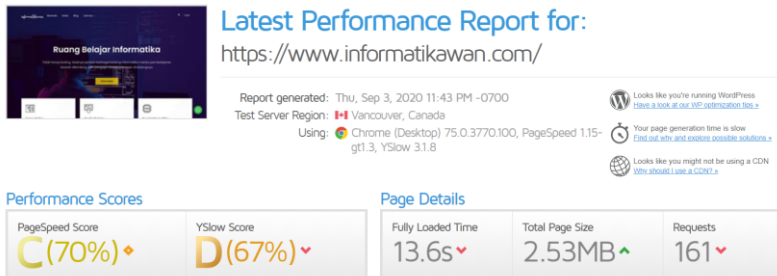 Latest Performance Report for:
https://www.informatikawan.com/
Ruang Belajar Informatika
Report generated: Thu, Sep 3, 2020 11:43 PM -0700
Test Server Region: Vancouver, Canada
Using: Chrome (Desktop) 75.0.3770.100, PageSpeed 1.15-
gt1.3, YSlow 3.1.8
Looks like you're running WordPress
Have a look at our WP optimization tips »
Your page generation time is slow
Find out why and explore possible solutions »
Looks like you might not be using a CDN
Why should I use a CDN? »
Performance Scores
PageSpeed Score
C(70%)
YSlow Score
D(67%)
Page Details
Fully Loaded Time
13.6s
Total Page Size
2.53MB
Requests
161